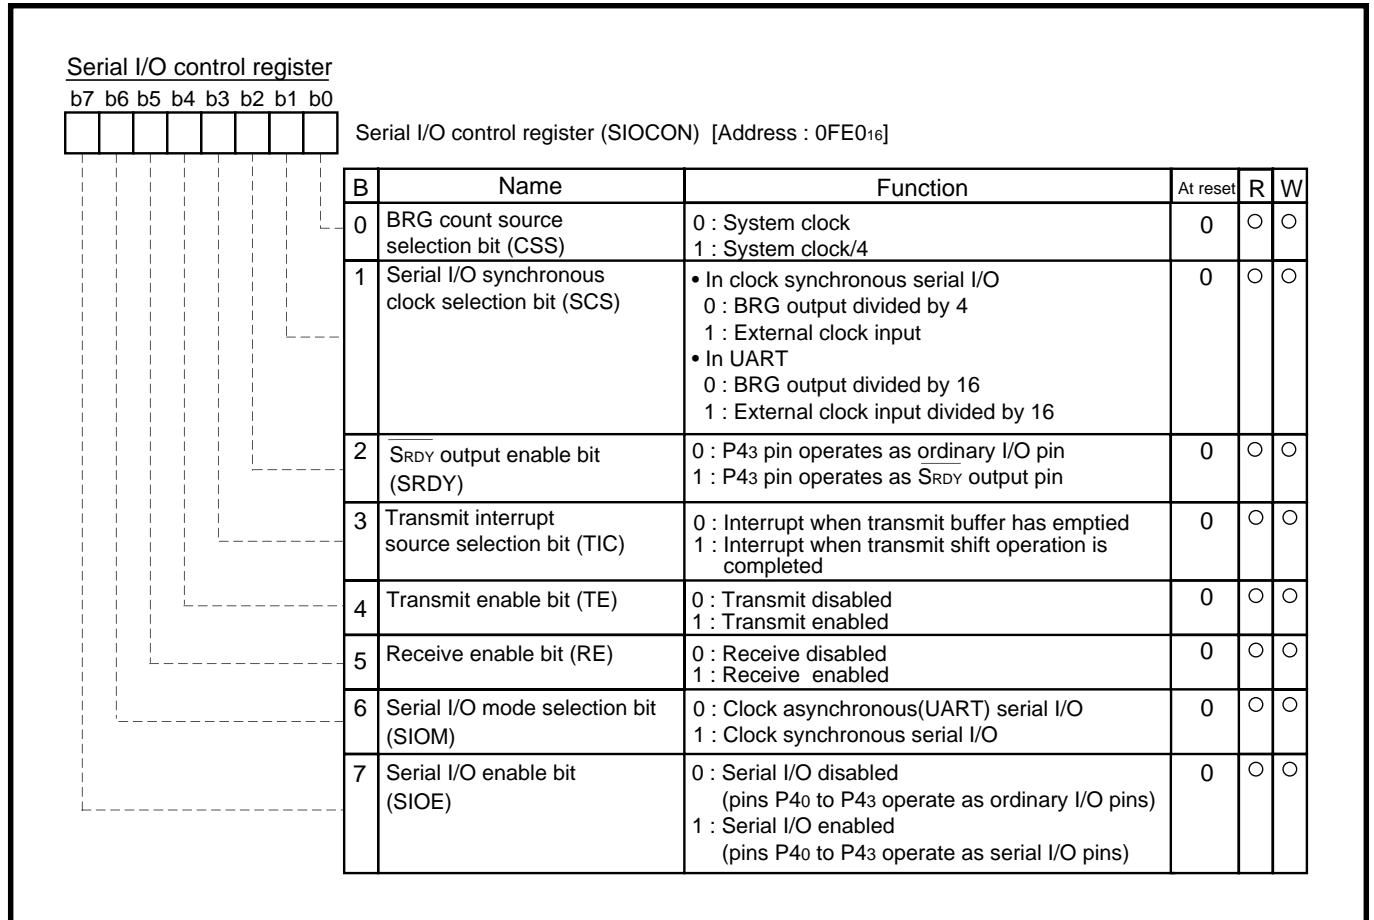 Serial I/O control register
b7 b6 b5 b4 b3 b2 b1 b0
Serial I/O control register (SIOCON) [Address : 0FE016]
B Name Function At reset R W
0 BRG count source selection bit (CSS) 0 : System clock 0 ○ ○
1 : System clock/4
1 Serial I/O synchronous clock selection bit (SCS) • In clock synchronous serial I/O 0 ○ ○
0 : BRG output divided by 4
1 : External clock input
• In UART
0 : BRG output divided by 16
1 : External clock input divided by 16
2 SRDY output enable bit (SRDY) 0 : P43 pin operates as ordinary I/O pin 0 ○ ○
1 : P43 pin operates as SRDY output pin
3 Transmit interrupt source selection bit (TIC) 0 : Interrupt when transmit buffer has emptied 0 ○ ○
1 : Interrupt when transmit shift operation is
completed
4 Transmit enable bit (TE) 0 : Transmit disabled 0 ○ ○
1 : Transmit enabled
5 Receive enable bit (RE) 0 : Receive disabled 0 ○ ○
1 : Receive enabled
6 Serial I/O mode selection bit (SIOM) 0 : Clock asynchronous(UART) serial I/O 0 ○ ○
1 : Clock synchronous serial I/O
7 Serial I/O enable bit (SIOE) 0 : Serial I/O disabled 0 ○ ○
(pins P40 to P43 operate as ordinary I/O pins)
1 : Serial I/O enabled
(pins P40 to P43 operate as serial I/O pins)